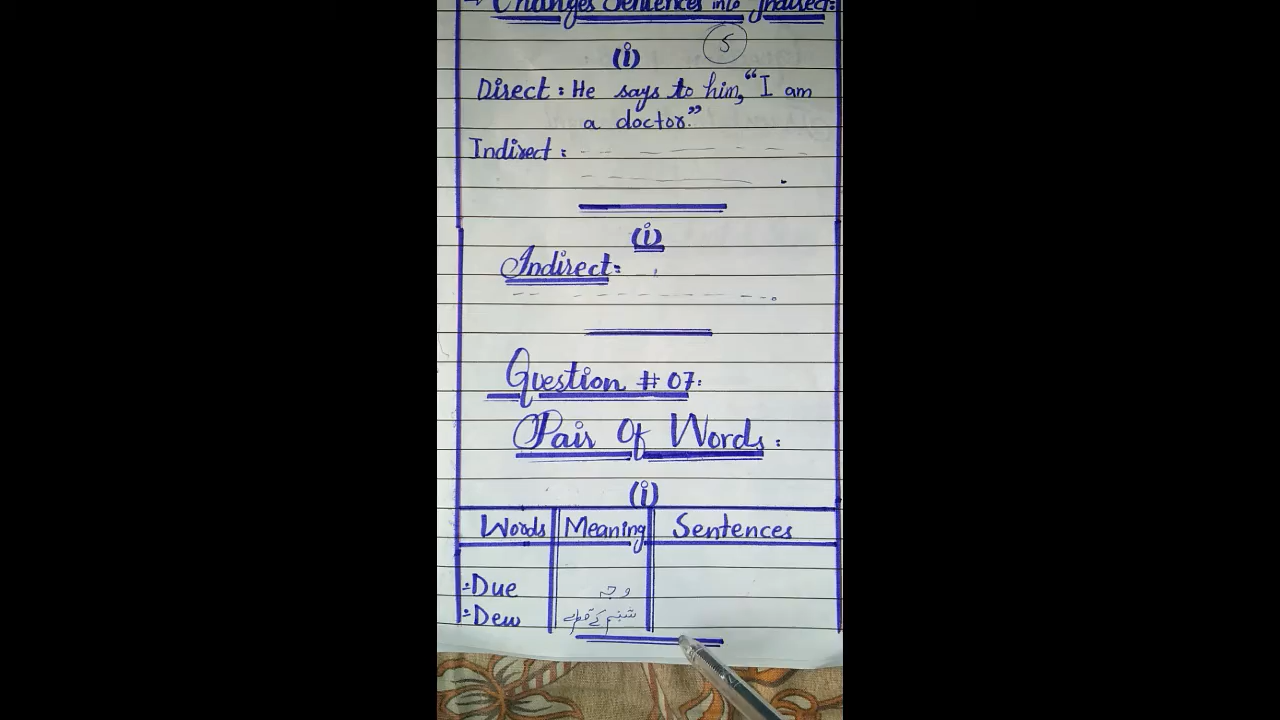 → Changes Sentences into Indirect:
5
(i)
Direct: He says to him, “I am
a doctor.”
Indirect:
(i)
Indirect:
Question # 07:
Pair Of Words:
(i)
Words Meaning Sentences
:Due وجہ
:Dew شبنم کے قطرے